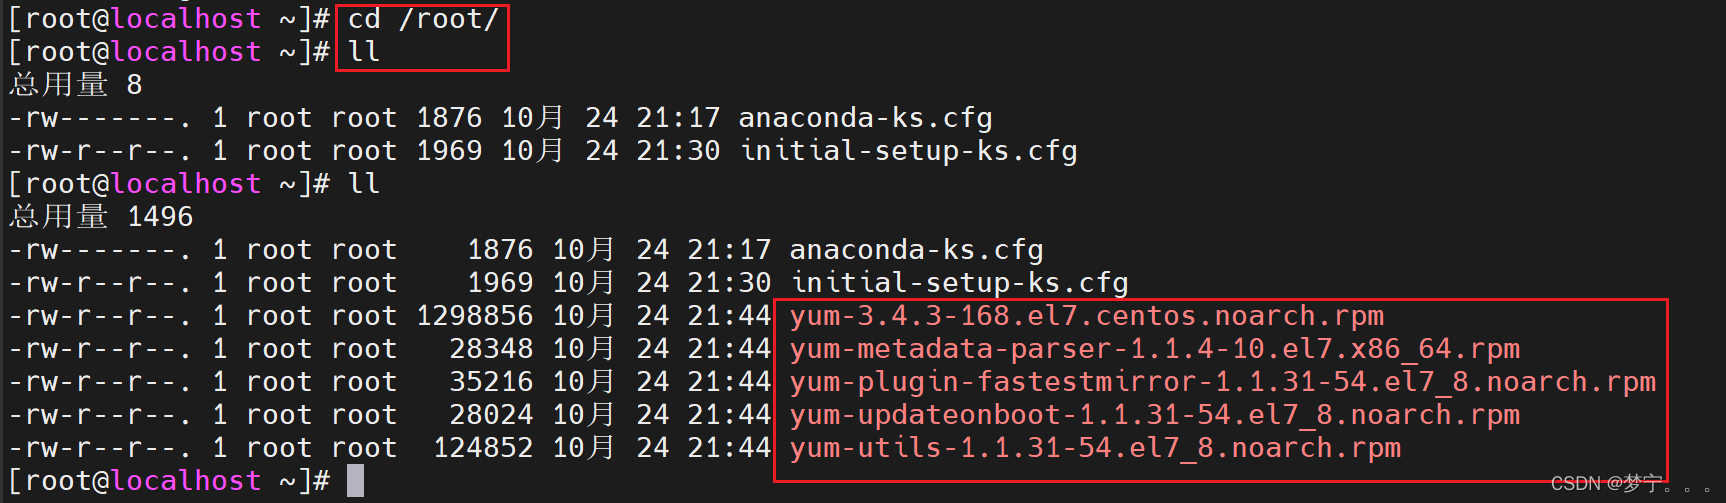 [root@localhost ~]# cd /root/
[root@localhost ~]# ll
总用量 8
-rw-------. 1 root root 1876 10月 24 21:17 anaconda-ks.cfg
-rw-r--r--. 1 root root 1969 10月 24 21:30 initial-setup-ks.cfg
[root@localhost ~]# ll
总用量 1496
-rw-------. 1 root root    1876 10月 24 21:17 anaconda-ks.cfg
-rw-r--r--. 1 root root    1969 10月 24 21:30 initial-setup-ks.cfg
-rw-r--r--. 1 root root 1298856 10月 24 21:44 yum-3.4.3-168.el7.centos.noarch.rpm
-rw-r--r--. 1 root root   28348 10月 24 21:44 yum-metadata-parser-1.1.4-10.el7.x86_64.rpm
-rw-r--r--. 1 root root   35216 10月 24 21:44 yum-plugin-fastestmirror-1.1.31-54.el7_8.noarch.rpm
-rw-r--r--. 1 root root   28024 10月 24 21:44 yum-updateonboot-1.1.31-54.el7_8.noarch.rpm
-rw-r--r--. 1 root root  124852 10月 24 21:44 yum-utils-1.1.31-54.el7_8.noarch.rpm
[root@localhost ~]#
CSDN @梦宁。。。